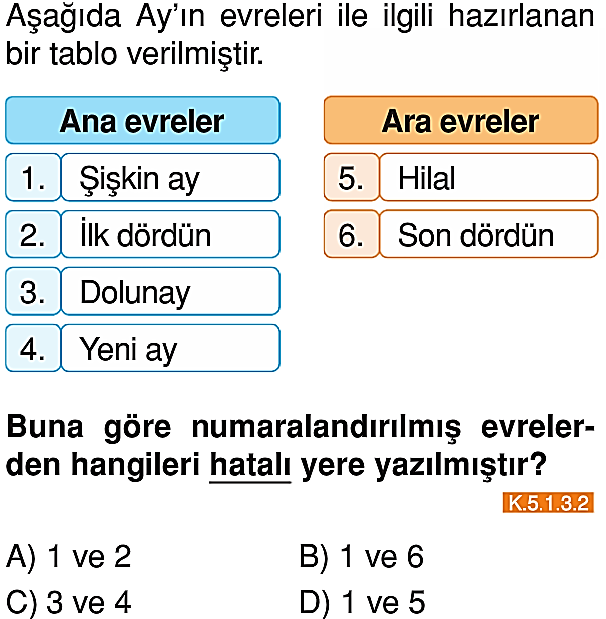 Aşağıda Ay'ın evreleri ile ilgili hazırlanan
bir tablo verilmiştir.
Ana evreler
1. Şişkin ay
2. İlk dördün
3. Dolunay
4. Yeni ay
Ara evreler
5. Hilal
6. Son dördün
Buna göre numaralandırılmış evreler-
den hangileri hatalı yere yazılmıştır?
K.5.1.3.2
A) 1 ve 2
B) 1 ve 6
C) 3 ve 4
D) 1 ve 5